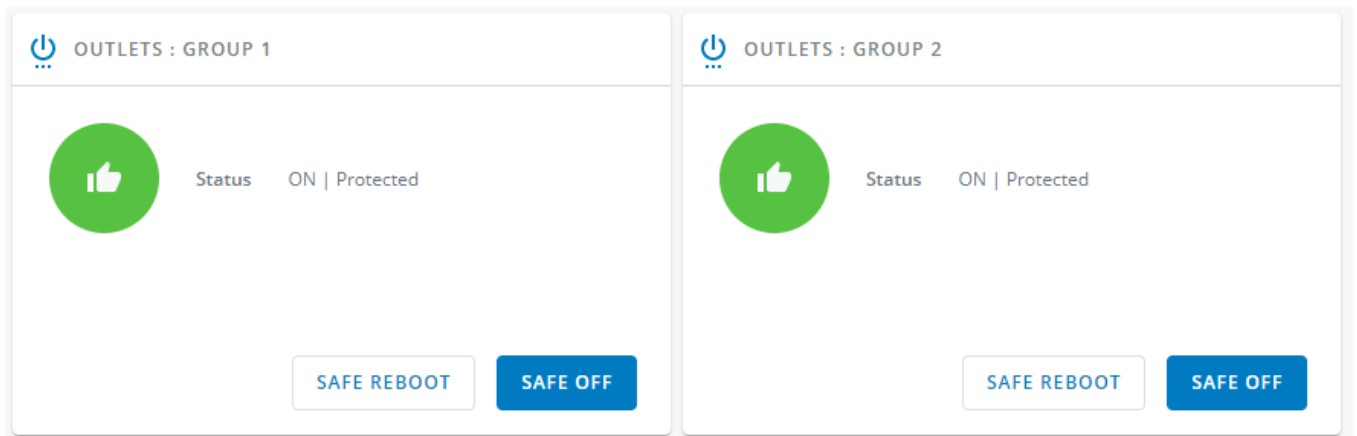 OUTLETS : GROUP 1
Status ON | Protected
SAFE REBOOT SAFE OFF
OUTLETS : GROUP 2
Status ON | Protected
SAFE REBOOT SAFE OFF